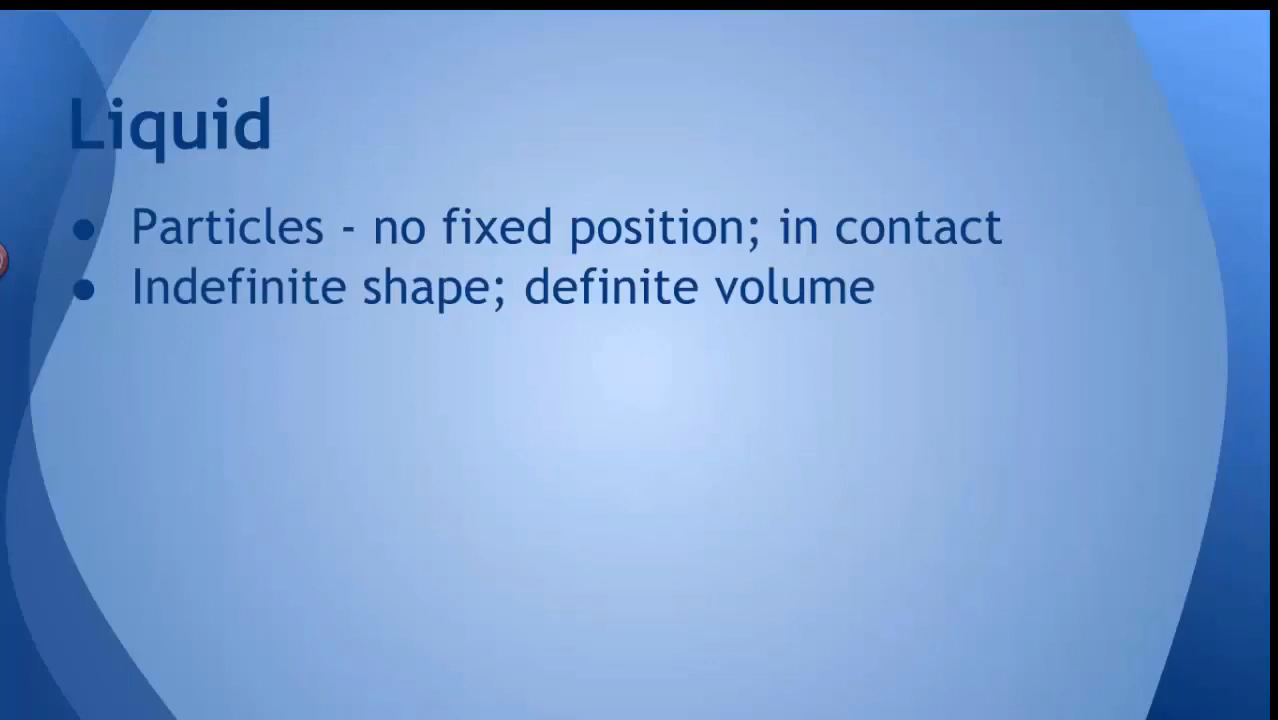 Liquid
● Particles - no fixed position; in contact
● Indefinite shape; definite volume